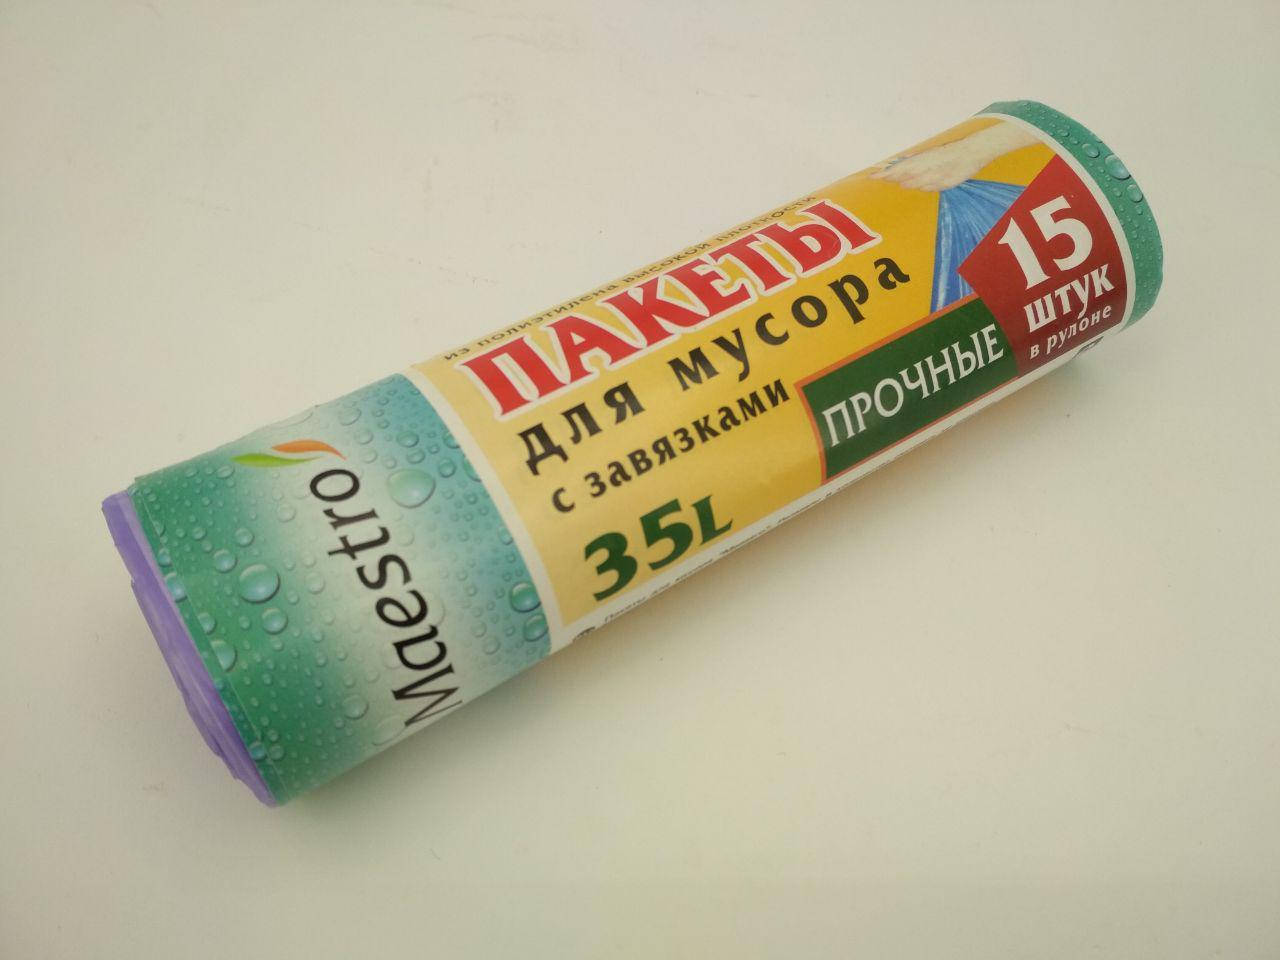 Maestro
из полиэтилена высокой плотности
ПАКЕТЫ
для мусора
с завязками
35L
ПРОЧНЫЕ
15
штук
в рулоне